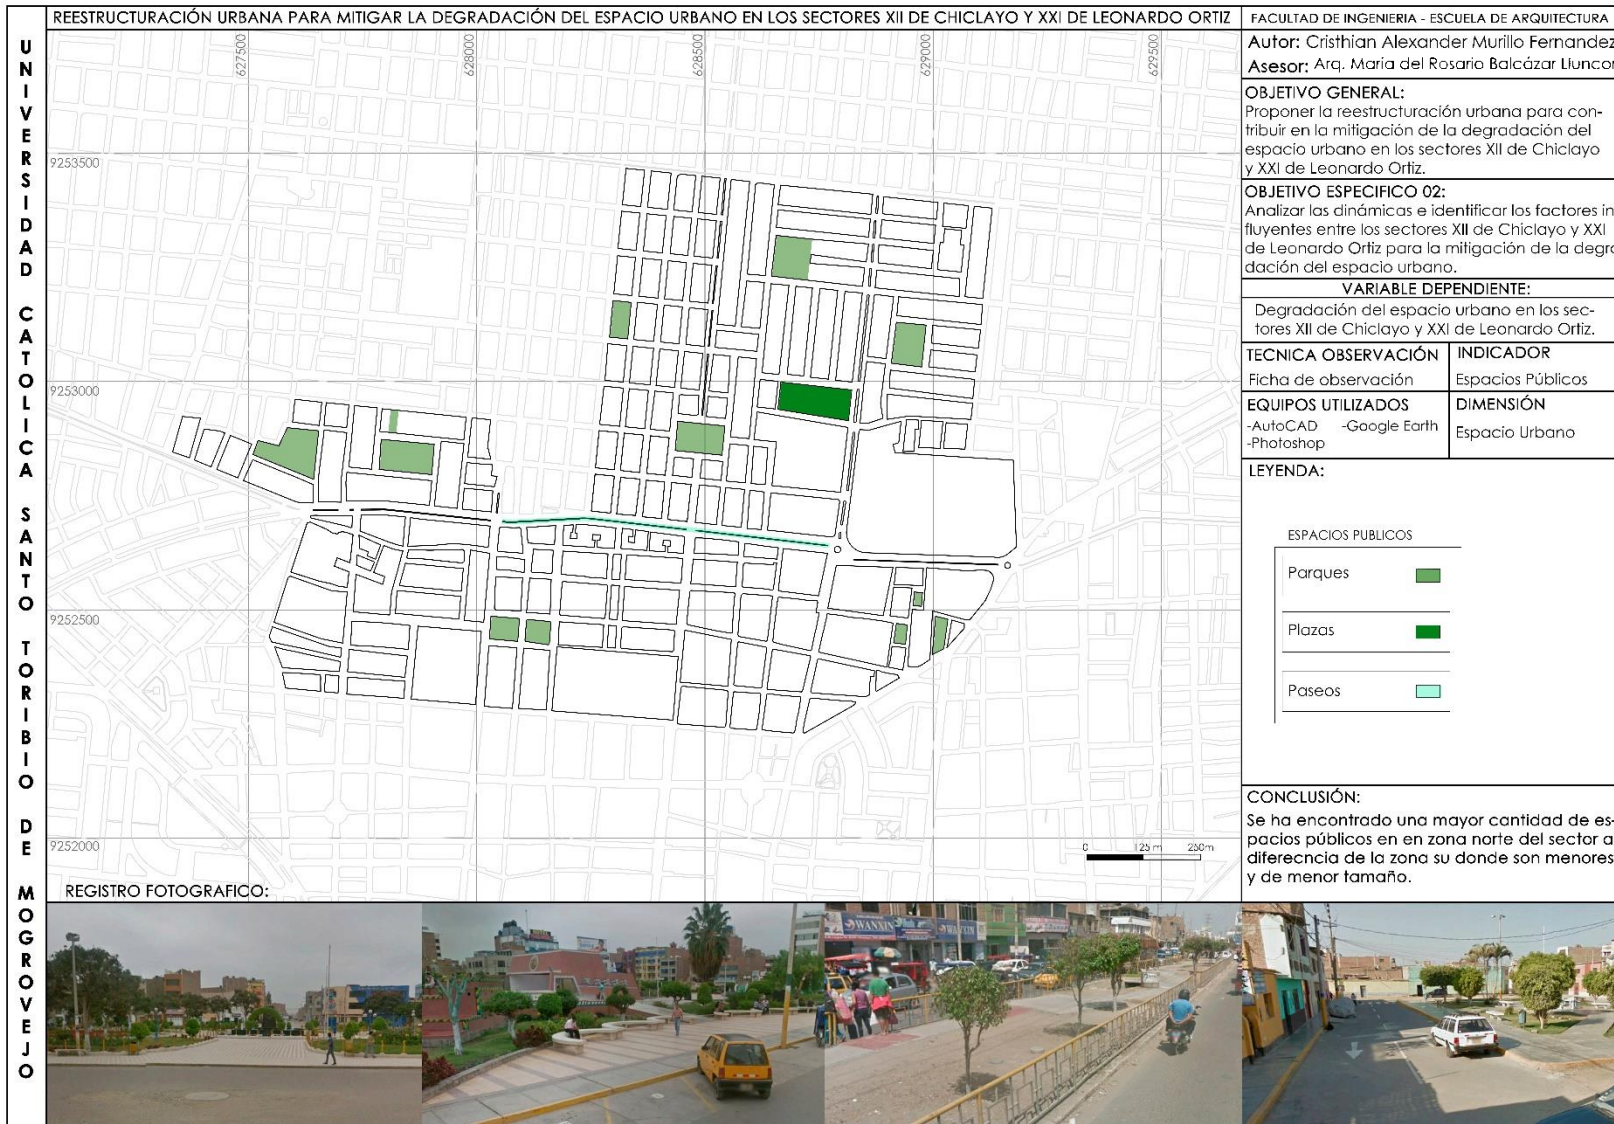 REESTRUCTURACIÓN URBANA PARA MITIGAR LA DEGRADACIÓN DEL ESPACIO URBANO EN LOS SECTORES XII DE CHICLAYO Y XXI DE LEONARDO ORTIZ
UNIVERSIDAD CATOLICA SANTO TORIBIO DE MOGROVEJO
627500
628000
628500
629000
629500
9253500
9253000
9252500
9252000
0 125 m 250m
REGISTRO FOTOGRAFICO:
FACULTAD DE INGENIERIA - ESCUELA DE ARQUITECTURA
Autor: Cristhian Alexander Murillo Fernandez
Asesor: Arq. Maria del Rosario Balcázar Lluncor
OBJETIVO GENERAL:
Proponer la reestructuración urbana para con-
tribuir en la mitigación de la degradación del
espacio urbano en los sectores XII de Chiclayo
y XXI de Leonardo Ortiz.
OBJETIVO ESPECIFICO 02:
Analizar las dinámicas e identificar los factores in
fluyentes entre los sectores XII de Chiclayo y XXI
de Leonardo Ortiz para la mitigación de la degra
dación del espacio urbano.
VARIABLE DEPENDIENTE:
Degradación del espacio urbano en los sec-
tores XII de Chiclayo y XXI de Leonardo Ortiz.
TECNICA OBSERVACIÓN
Ficha de observación
INDICADOR
Espacios Públicos
EQUIPOS UTILIZADOS
-AutoCAD -Google Earth
-Photoshop
DIMENSIÓN
Espacio Urbano
LEYENDA:
ESPACIOS PUBLICOS
Parques
Plazas
Paseos
CONCLUSIÓN:
Se ha encontrado una mayor cantidad de es-
pacios públicos en en zona norte del sector a
diferecncia de la zona su donde son menores
y de menor tamaño.
WANXIN
WANXIN